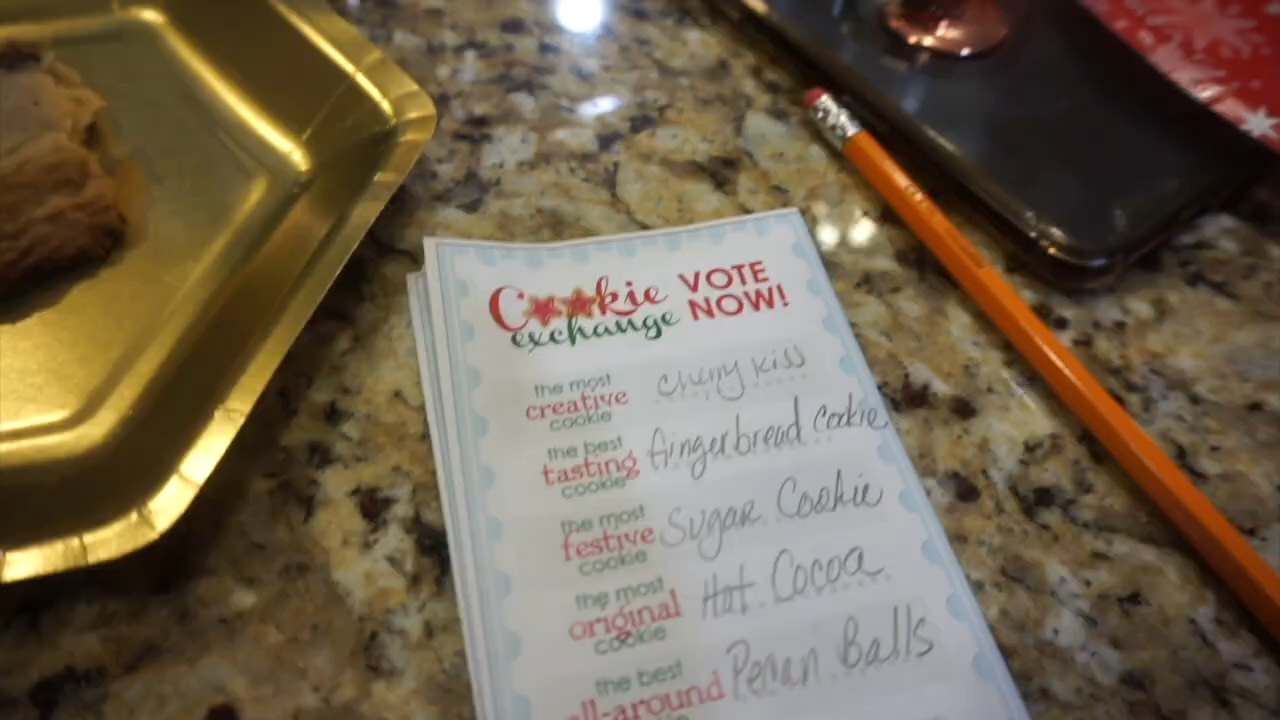 Cookie VOTE
exchange NOW!
the most
creative cherry kiss
cookie
the best
tasting gingerbread cookie
cookie
the most
festive Sugar Cookie
cookie
the most
original Hot Cocoa
cookie
the best
all-around Pecan Balls